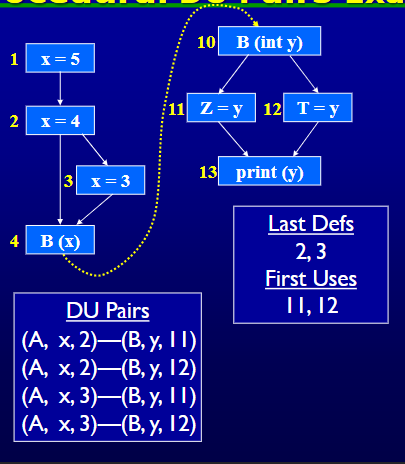 10 B (int y)
1 x = 5
11 Z = y 12 T = y
2 x = 4
3 x = 3
13 print (y)
4 B (x)
Last Defs
2, 3
First Uses
11, 12
DU Pairs
(A, x, 2)—(B, y, 11)
(A, x, 2)—(B, y, 12)
(A, x, 3)—(B, y, 11)
(A, x, 3)—(B, y, 12)